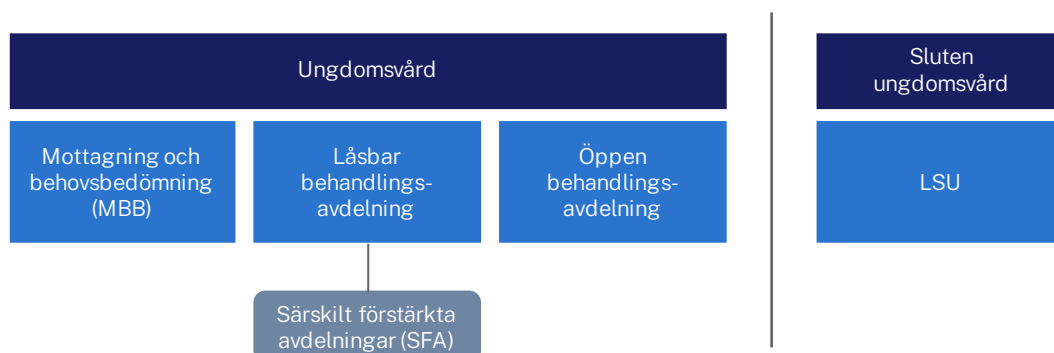 Ungdomsvård
Sluten
ungdomsvård
Mottagning och
behovsbedömning
(MBB)
Låsbar
behandlings-
avdelning
Öppen
behandlings-
avdelning
LSU
Särskilt förstärkta
avdelningar (SFA)